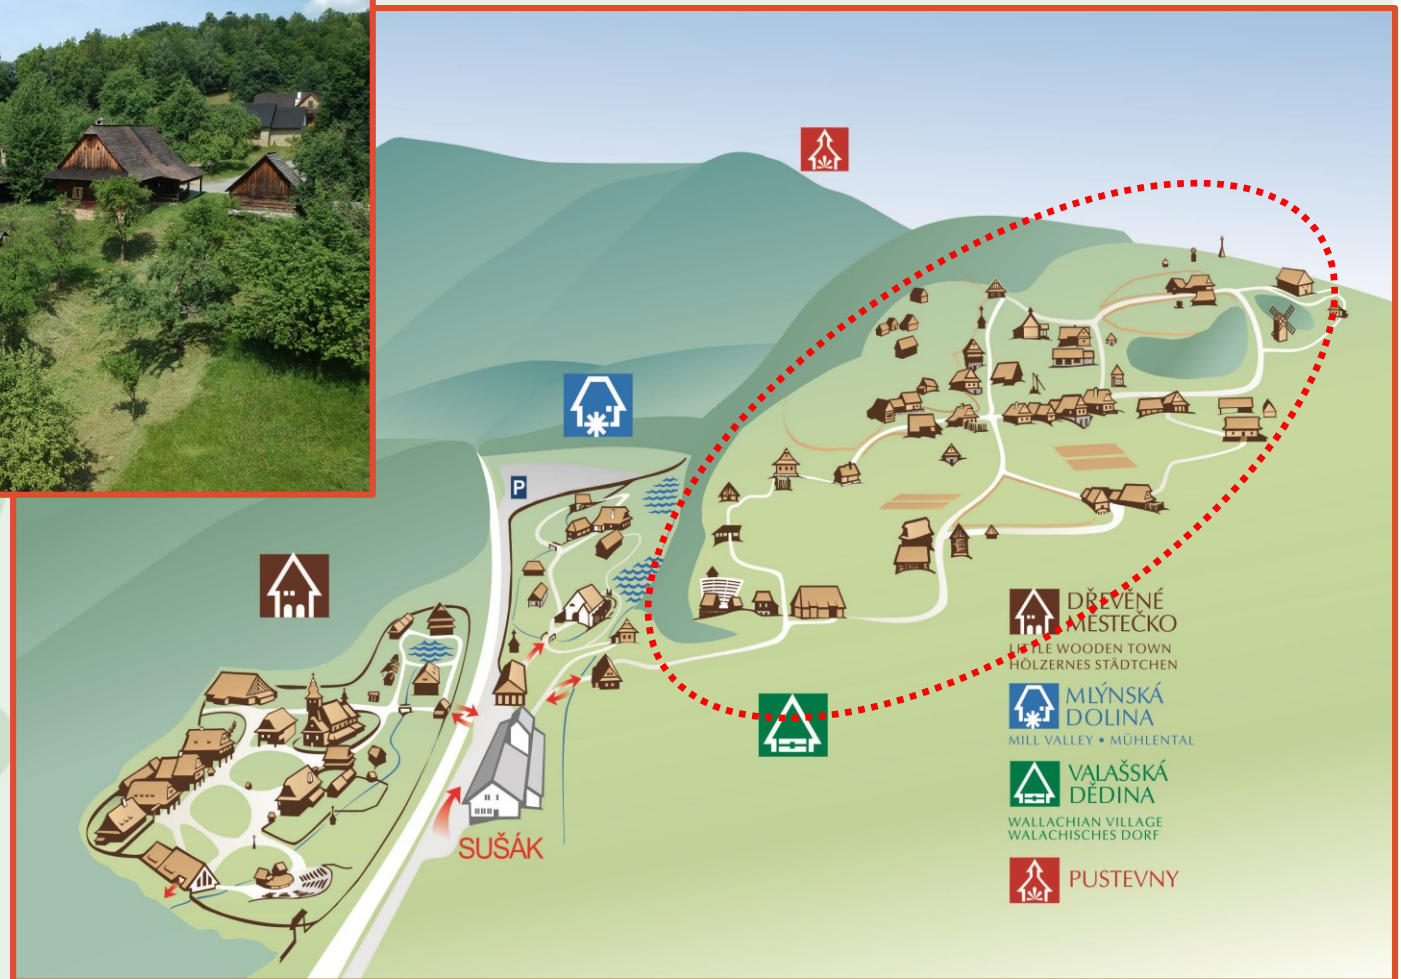 P
SUŠÁK
DŘEVĚNÉ
MĚSTEČKO
LITTLE WOODEN TOWN
HÖLZERNES STÄDTCHEN
MLÝNSKÁ
DOLINA
MILL VALLEY • MÜHLENTAL
VALAŠSKÁ
DĚDINA
WALLACHIAN VILLAGE
WALACHISCHES DORF
PUSTEVNY